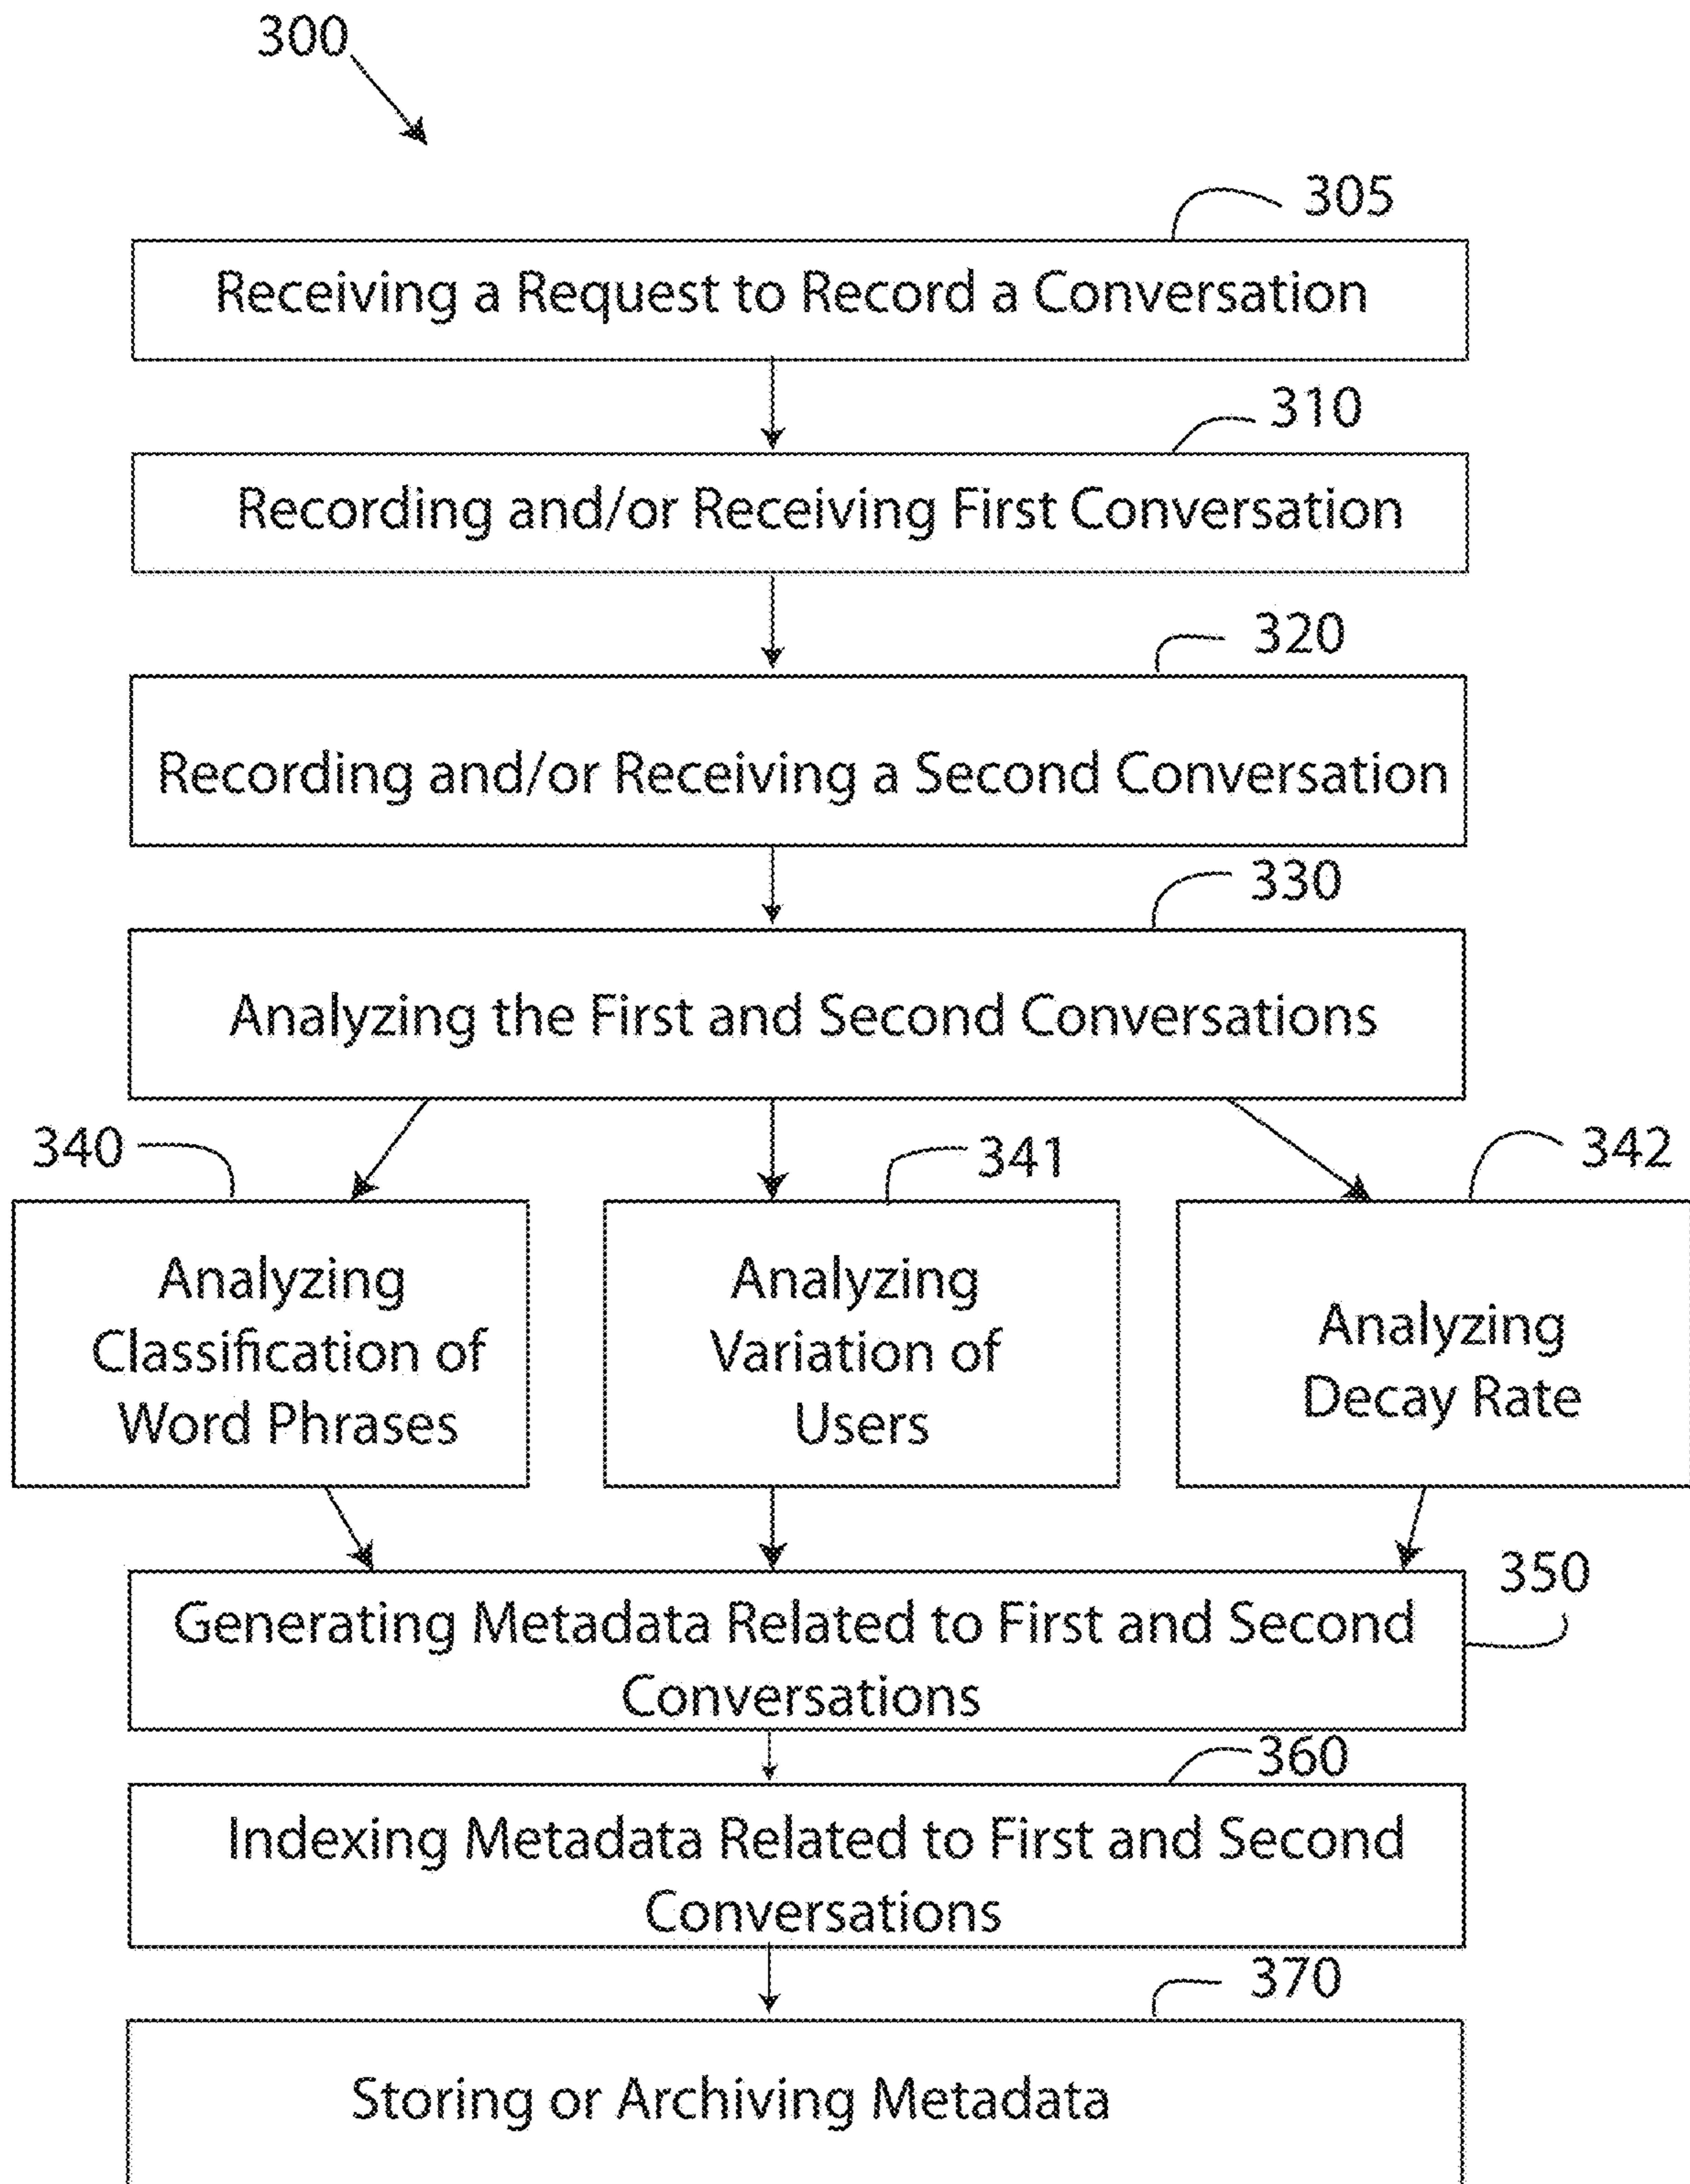 300
305
Receiving a Request to Record a Conversation
310
Recording and/or Receiving First Conversation
320
Recording and/or Receiving a Second Conversation
330
Analyzing the First and Second Conversations
340
341
342
Analyzing
Classification of
Word Phrases
Analyzing
Variation of
Users
Analyzing
Decay Rate
350
Generating Metadata Related to First and Second
Conversations
360
Indexing Metadata Related to First and Second
Conversations
370
Storing or Archiving Metadata